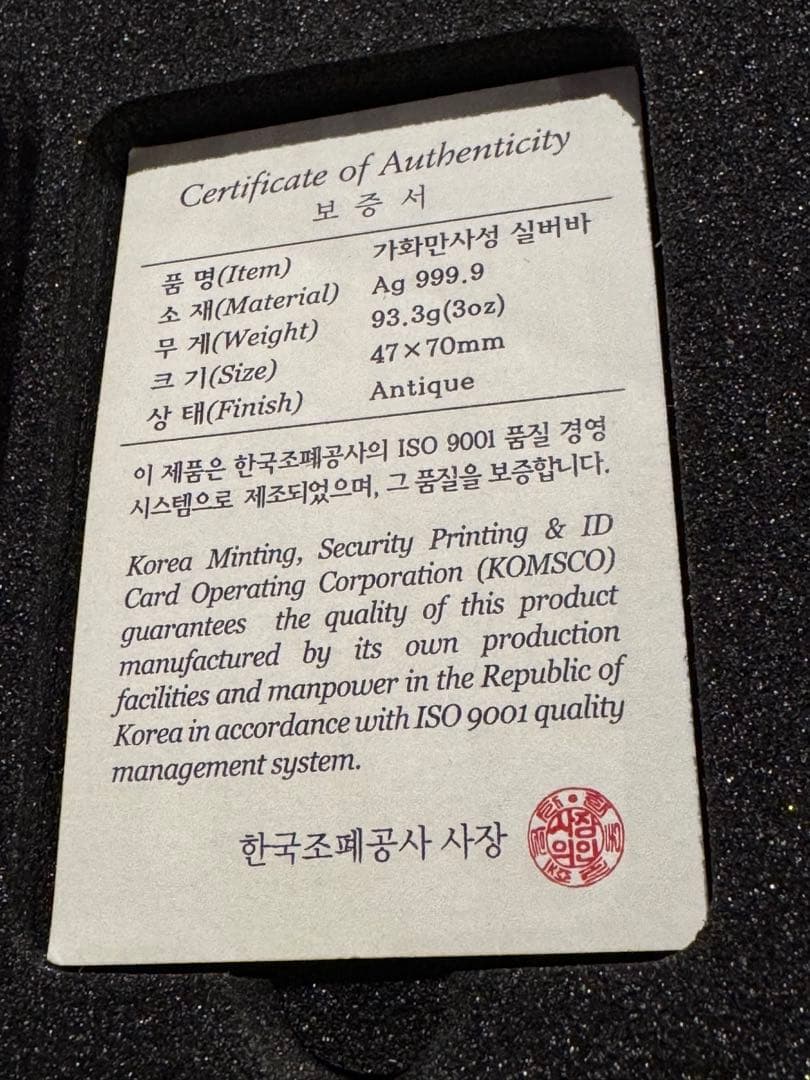 Certificate of Authenticity
보 증 서
품 명(Item) 가화만사성 실버바
소 재(Material) Ag 999.9
무 게(Weight) 93.3g(3oz)
크 기(Size) 47×70mm
상 태(Finish) Antique
이 제품은 한국조폐공사의 ISO 9001 품질 경영
시스템으로 제조되었으며, 그 품질을 보증합니다.
Korea Minting, Security Printing & ID
Card Operating Corporation (KOMSCO)
guarantees the quality of this product
manufactured by its own production
facilities and manpower in the Republic of
Korea in accordance with ISO 9001 quality
management system.
한국조폐공사 사장
사장
의인